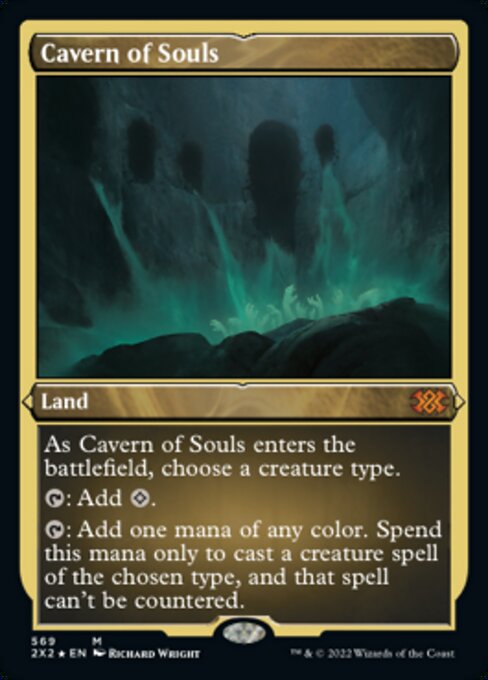 Cavern of Souls
Land
As Cavern of Souls enters the
battlefield, choose a creature type.
: Add .
: Add one mana of any color. Spend
this mana only to cast a creature spell
of the chosen type, and that spell
can't be countered.
569 M
2X2 ★ EN Richard Wright
™ & © 2022 Wizards of the Coast